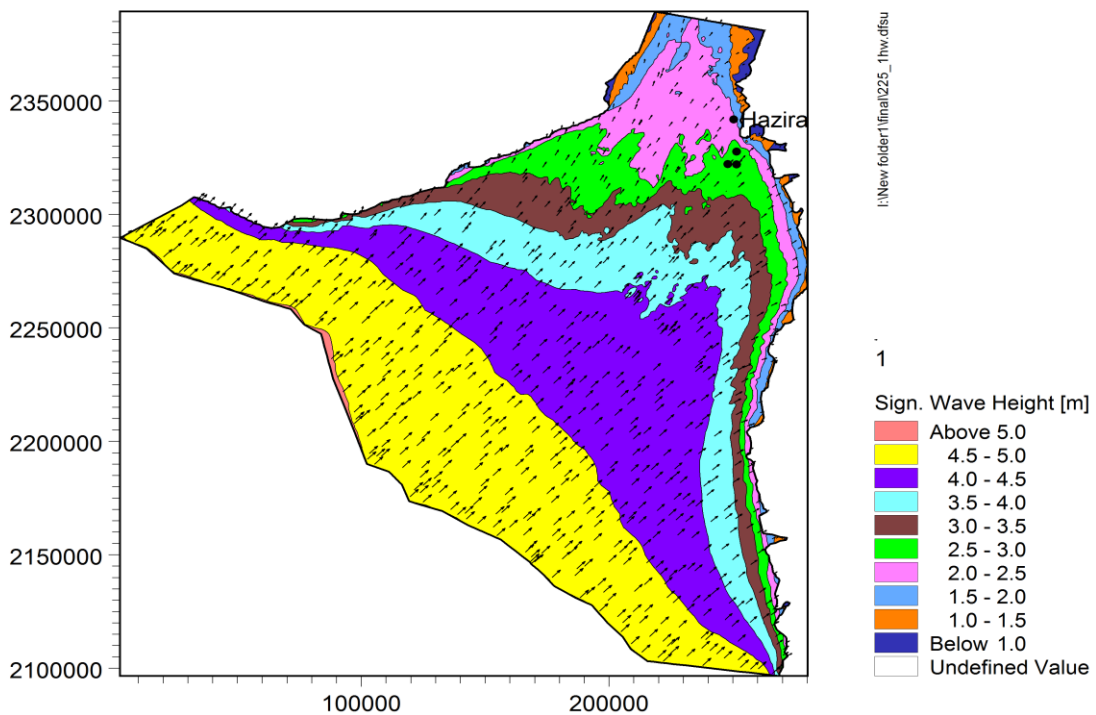 2350000
2300000
2250000
2200000
2150000
2100000
100000
200000
Hazira
I:\New folder1\final\225_1hw.dfsu
1
Sign. Wave Height [m]
Above 5.0
4.5 - 5.0
4.0 - 4.5
3.5 - 4.0
3.0 - 3.5
2.5 - 3.0
2.0 - 2.5
1.5 - 2.0
1.0 - 1.5
Below 1.0
Undefined Value